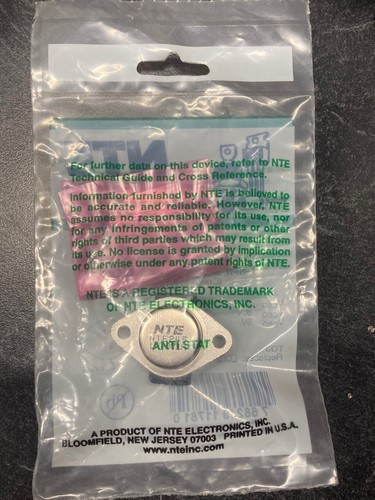 For further data on this device, refer to NTE
Technical Guide and Cross Reference.
Information furnished by NTE is believed to
be accurate and reliable. However, NTE
assumes no responsibility for its use, nor
for any infringements of patents or other
rights of third parties which may result from
its use. No license is granted by implication
or otherwise under any patent rights of NTE.
NTE IS A REGISTERED TRADEMARK
OF NTE ELECTRONICS, INC.
NTE
ANTI STAT
Pb
A PRODUCT OF NTE ELECTRONICS, INC.
BLOOMFIELD, NEW JERSEY 07003 PRINTED IN U.S.A.
www.nteinc.com